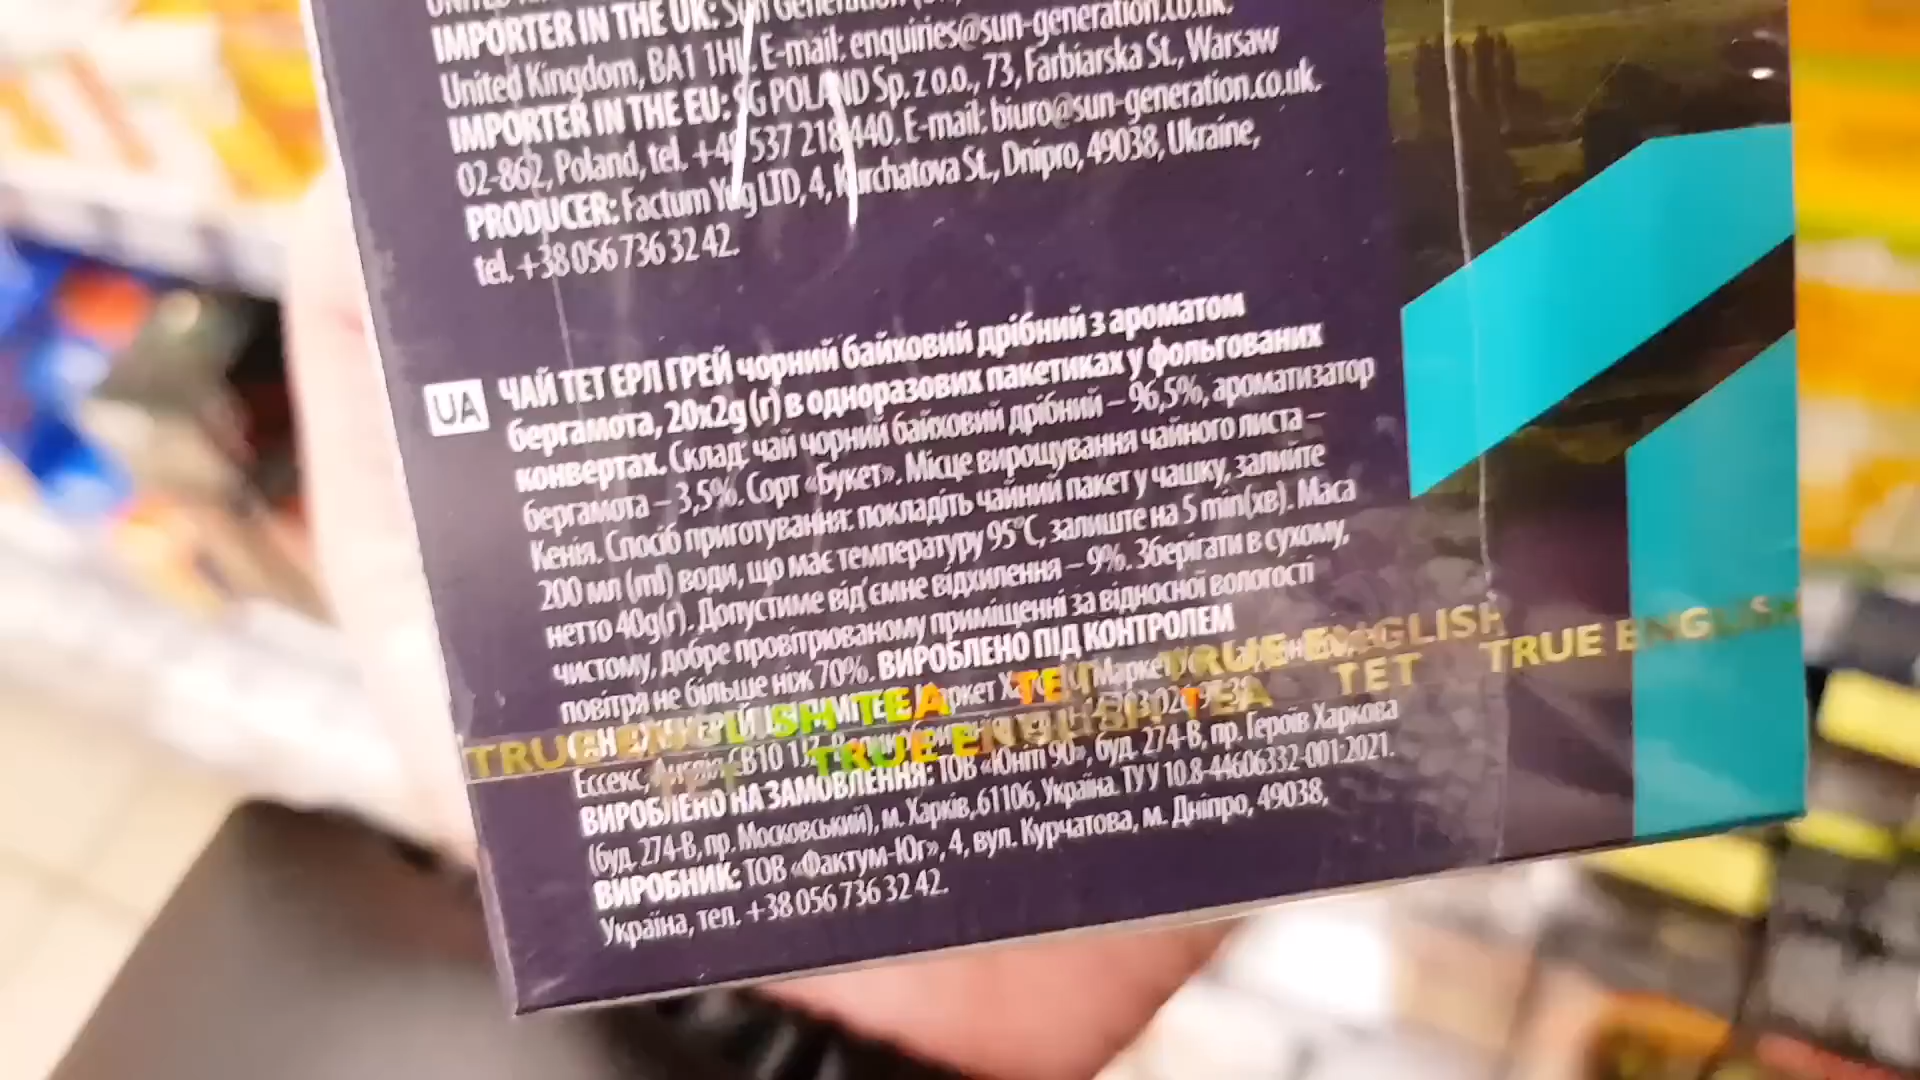 IMPORTER IN THE UK: Sun Generation
United Kingdom, BA1 1HL. E-mail: enquiries@sun-generation.co.uk.
IMPORTER IN THE EU: SG POLAND Sp. z o.o., 73, Farbiarska St., Warsaw
02-862, Poland, tel. +48 537 218 440. E-mail: biuro@sun-generation.co.uk.
PRODUCER: Factum Yug LTD, 4, Kurchatova St., Dnipro, 49038, Ukraine,
tel. +38 056 736 32 42.
UA ЧАЙ ТЕТ ЕРЛ ГРЕЙ чорний байховий дрібний з ароматом
бергамота, 20x2g (г) в одноразових пакетиках у фольгованих
конвертах. Склад: чай чорний байховий дрібний – 96,5%, ароматизатор
бергамота – 3,5%. Сорт «Букет». Місце вирощування чайного листа –
Кенія. Спосіб приготування: покладіть чайний пакет у чашку, залийте
200 мл (ml) води, що має температуру 95°С, залиште на 5 min(хв). Маса
нетто 40g(г). Допустиме від'ємне відхилення – 9%. Зберігати в сухому,
чистому, добре провітрюваному приміщенні за відносної вологості
повітря не більше ніж 70%. ВИРОБЛЕНО ПІД КОНТРОЛЕМ
Маркет
Ессекс, Англія
ВИРОБЛЕНО НА ЗАМОВЛЕННЯ: ТОВ «Юніті 90», буд. 274-В, пр. Героїв Харкова
(буд. 274-В, пр. Московський), м. Харків, 61106, Україна. ТУ У 10.8-44606332-001:2021.
ВИРОБНИК: ТОВ «Фактум-Юг», 4, вул. Курчатова, м. Дніпро, 49038,
Україна, тел. +38 056 736 32 42.
TRUE ENGLISH TEA TET TRUE ENGLISH
TET TRUE ENGLISH TEA TET TRUE ENGLISH